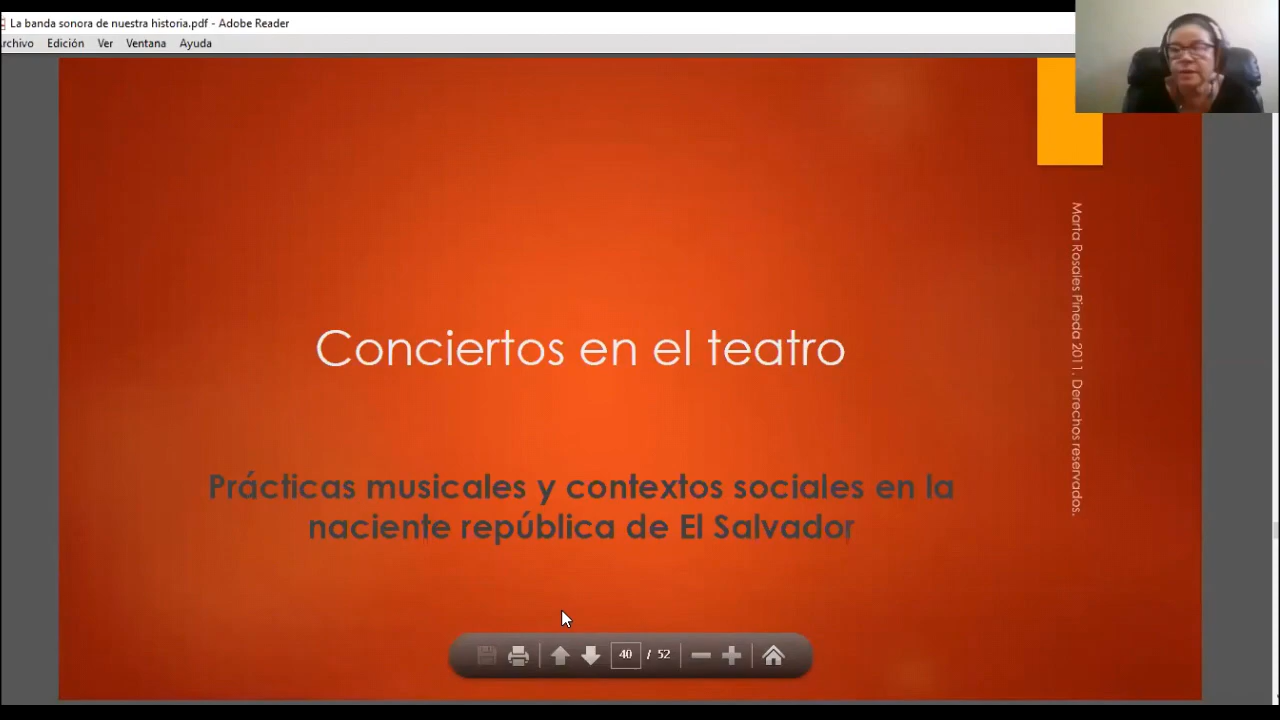 La banda sonora de nuestra historia.pdf - Adobe Reader
rchivo Edición Ver Ventana Ayuda
Conciertos en el teatro
Prácticas musicales y contextos sociales en la
naciente república de El Salvador
Marta Rosales Pineda 2011. Derechos reservados.
40 / 52